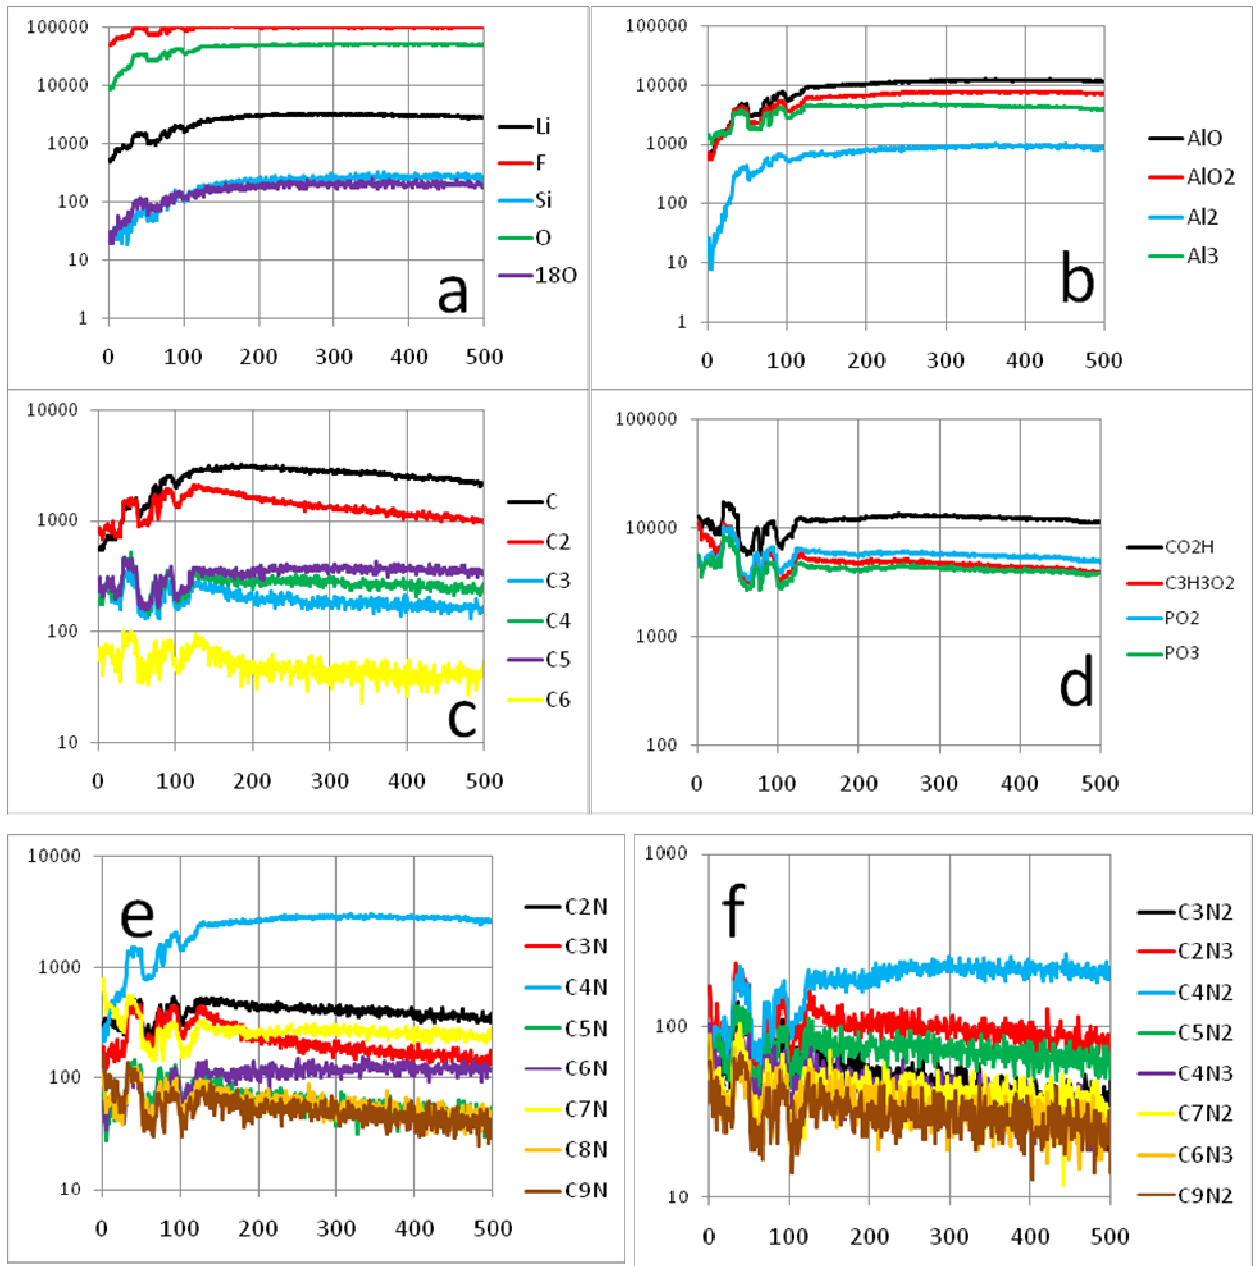 100000
10000
1000
100
10
1
0 100 200 300 400 500
Li
F
Si
O
18O
a
100000
10000
1000
100
10
1
0 100 200 300 400 500
AlO
AlO2
Al2
Al3
b
10000
1000
100
10
0 100 200 300 400 500
C
C2
C3
C4
C5
C6
c
100000
10000
1000
100
0 100 200 300 400 500
CO2H
C3H3O2
PO2
PO3
d
10000
1000
100
10
0 100 200 300 400 500
C2N
C3N
C4N
C5N
C6N
C7N
C8N
C9N
e
1000
100
10
0 100 200 300 400 500
C3N2
C2N3
C4N2
C5N2
C4N3
C7N2
C6N3
C9N2
f